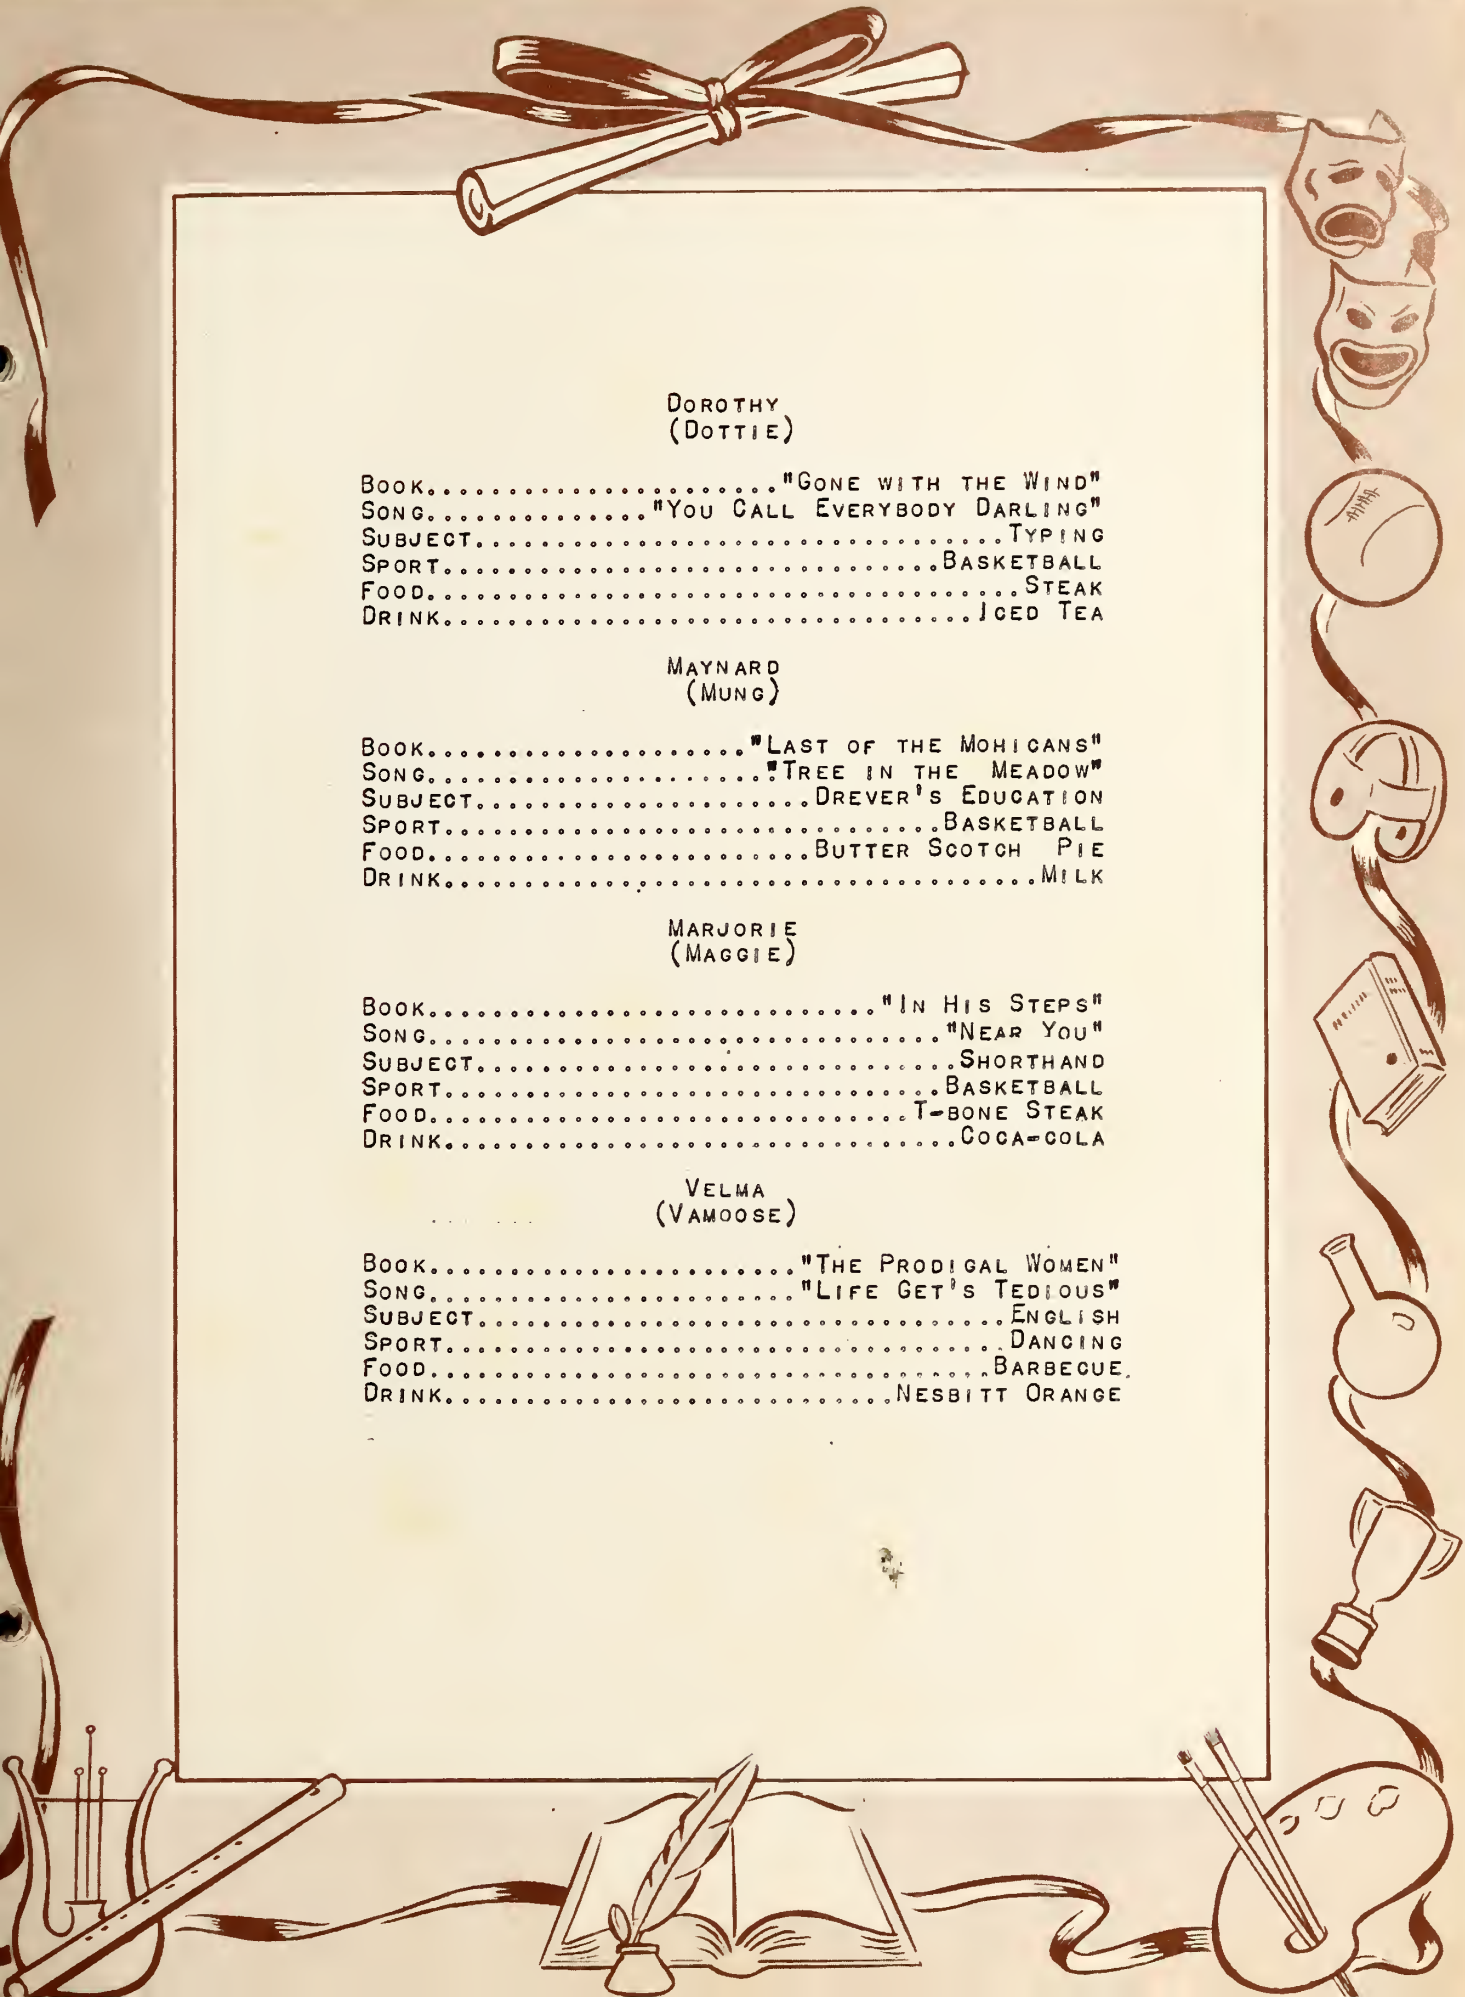 DOROTHY
(DOTTIE)
BOOK......................"GONE WITH THE WIND"
SONG.............."YOU CALL EVERYBODY DARLING"
SUBJECT.................................TYPING
SPORT...............................BASKETBALL
FOOD.....................................STEAK
DRINK.................................ICED TEA
MAYNARD
(MUNG)
BOOK...................."LAST OF THE MOHICANS"
SONG....................."TREE IN THE MEADOW"
SUBJECT.....................DREVER'S EDUCATION
SPORT...............................BASKETBALL
FOOD........................BUTTER SCOTCH PIE
DRINK.....................................MILK
MARJORIE
(MAGGIE)
BOOK............................"IN HIS STEPS"
SONG................................"NEAR YOU"
SUBJECT..............................SHORTHAND
SPORT...............................BASKETBALL
FOOD..............................T-BONE STEAK
DRINK................................COCA-COLA
VELMA
(VAMOOSE)
BOOK......................."THE PRODIGAL WOMEN"
SONG......................."LIFE GET'S TEDIOUS"
SUBJECT.................................ENGLISH
SPORT...................................DANCING
FOOD...................................BARBECUE.
DRINK............................NESBITT ORANGE